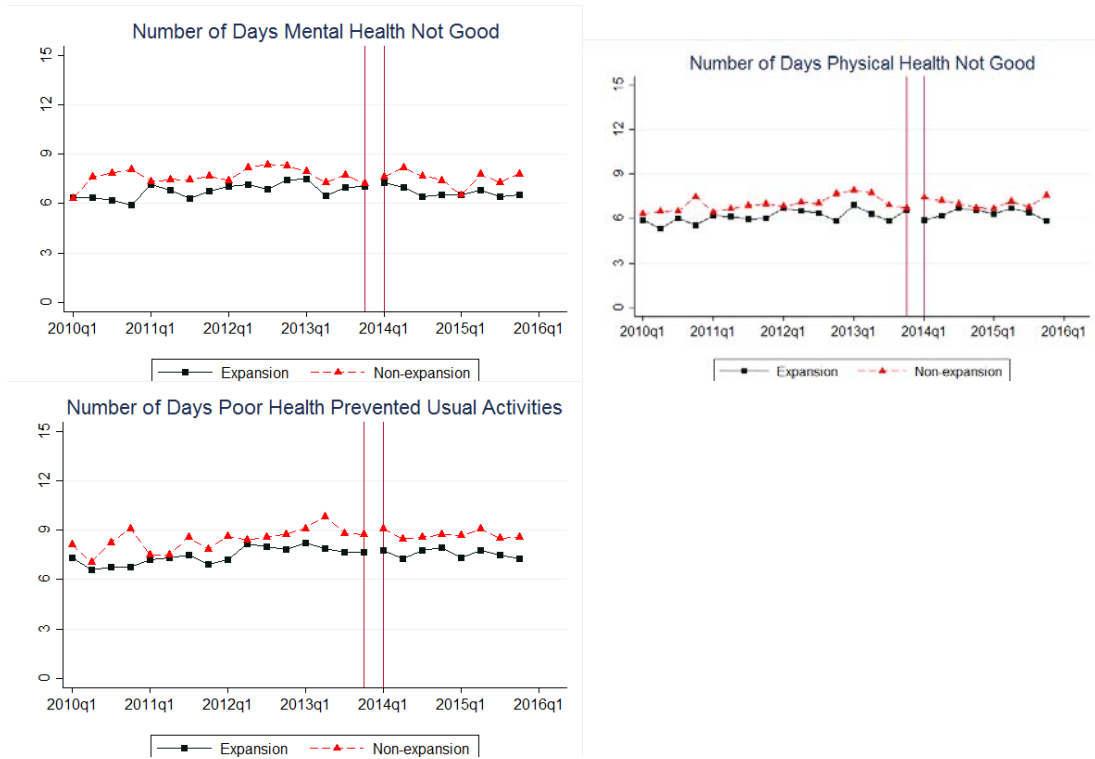 Number of Days Mental Health Not Good
15
12
9
6
3
0
2010q1 2011q1 2012q1 2013q1 2014q1 2015q1 2016q1
Expansion Non-expansion
Number of Days Physical Health Not Good
15
12
9
6
3
0
2010q1 2011q1 2012q1 2013q1 2014q1 2015q1 2016q1
Expansion Non-expansion
Number of Days Poor Health Prevented Usual Activities
15
12
9
6
3
0
2010q1 2011q1 2012q1 2013q1 2014q1 2015q1 2016q1
Expansion Non-expansion